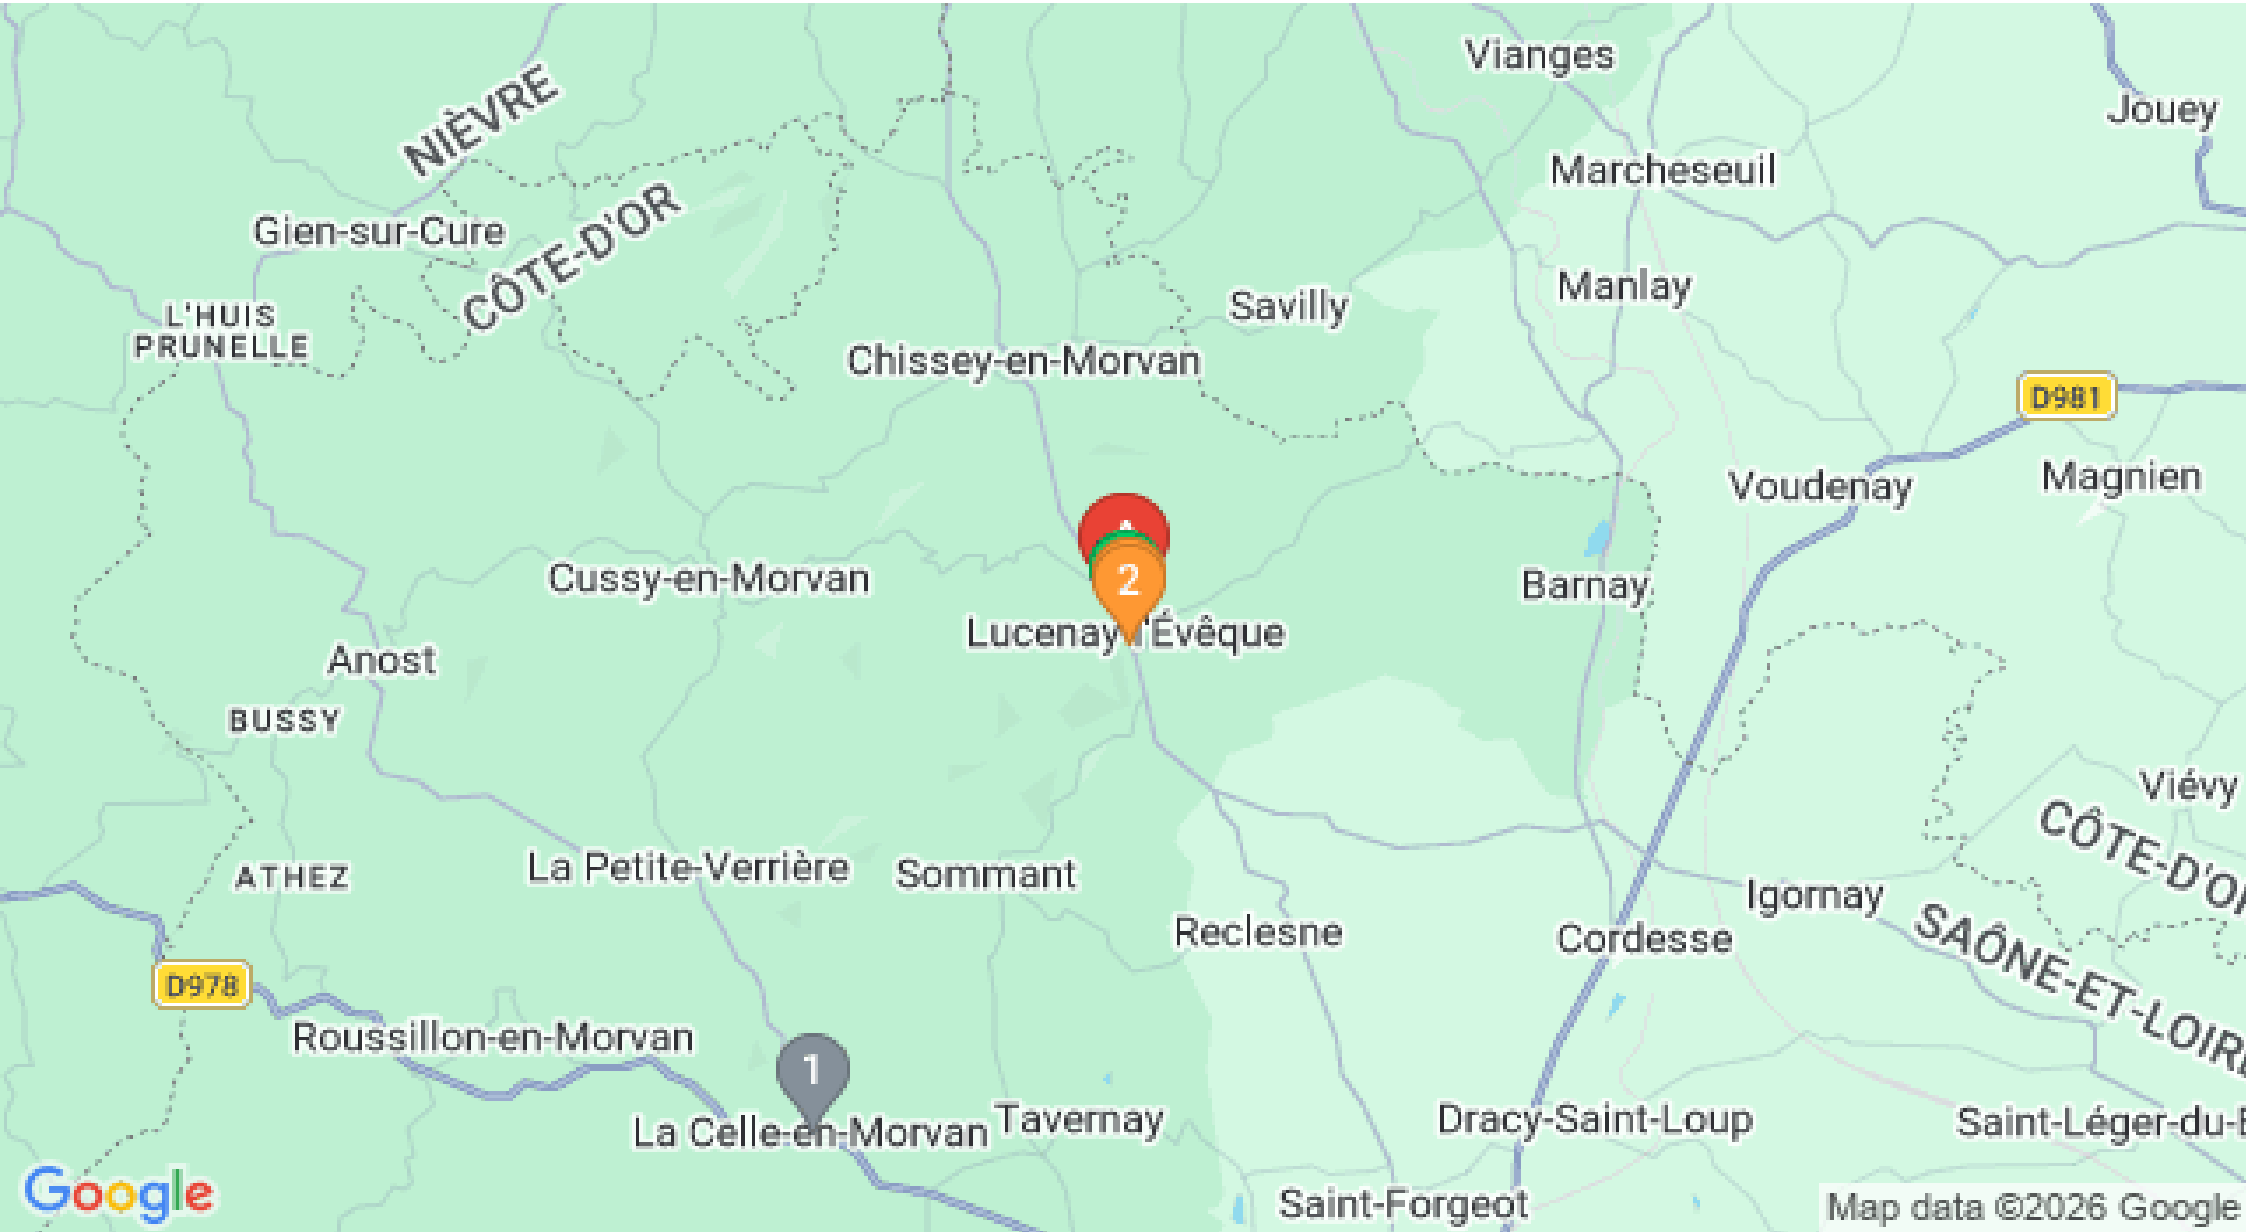 Vianges
Jouey
NIÈVRE
Marcheseuil
Gien-sur-Cure
CÔTE-D'OR
Manlay
Savilly
L'HUIS
PRUNELLE
Chissey-en-Morvan
D981
Magnien
Voudenay
2
Cussy-en-Morvan
Barnay
Lucenay-l'Évêque
Anost
BUSSY
Viévy
CÔTE-D'O
La Petite-Verrière
Sommant
ATHEZ
Igornay
Reclesne
Cordesse
SAÔNE-ET-LOIRE
D978
Roussillon-en-Morvan
1
La Celle-en-Morvan
Tavernay
Dracy-Saint-Loup
Saint-Léger-du-B
Google
Saint-Forgeot
Map data ©2026 Google